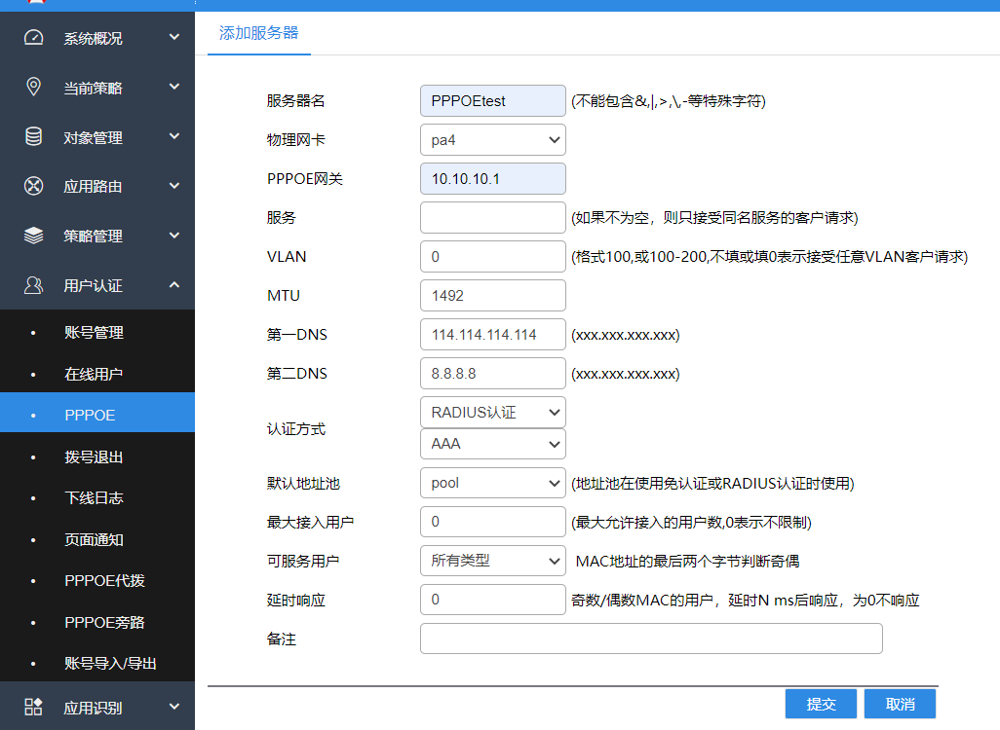 系统概况
当前策略
对象管理
应用路由
策略管理
用户认证
账号管理
在线用户
PPPOE
拨号退出
下线日志
页面通知
PPPOE代拨
PPPOE旁路
账号导入/导出
应用识别
添加服务器
服务器名 PPPOEtest (不能包含&,|,>,\,-等特殊字符)
物理网卡 pa4
PPPOE网关 10.10.10.1
服务 (如果不为空，则只接受同名服务的客户请求)
VLAN 0 (格式100,或100-200,不填或填0表示接受任意VLAN客户请求)
MTU 1492
第一DNS 114.114.114.114 (xxx.xxx.xxx.xxx)
第二DNS 8.8.8.8 (xxx.xxx.xxx.xxx)
认证方式 RADIUS认证
AAA
默认地址池 pool (地址池在使用免认证或RADIUS认证时使用)
最大接入用户 0 (最大允许接入的用户数,0表示不限制)
可服务用户 所有类型 MAC地址的最后两个字节判断奇偶
延时响应 0 奇数/偶数MAC的用户，延时N ms后响应，为0不响应
备注
提交 取消